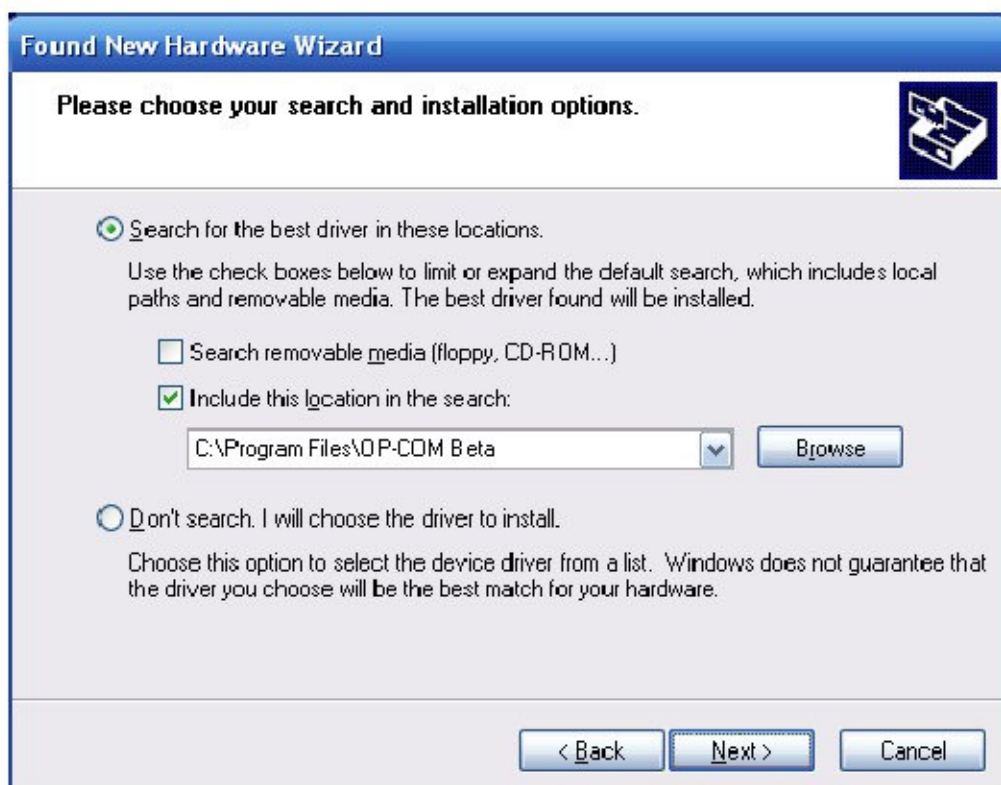 Found New Hardware Wizard
Please choose your search and installation options.
Search for the best driver in these locations.
Use the check boxes below to limit or expand the default search, which includes local
paths and removable media. The best driver found will be installed.
Search removable media (floppy, CD-ROM...)
Include this location in the search:
C:\Program Files\OP-COM Beta
Browse
Don't search. I will choose the driver to install.
Choose this option to select the device driver from a list. Windows does not guarantee that
the driver you choose will be the best match for your hardware.
< Back
Next >
Cancel